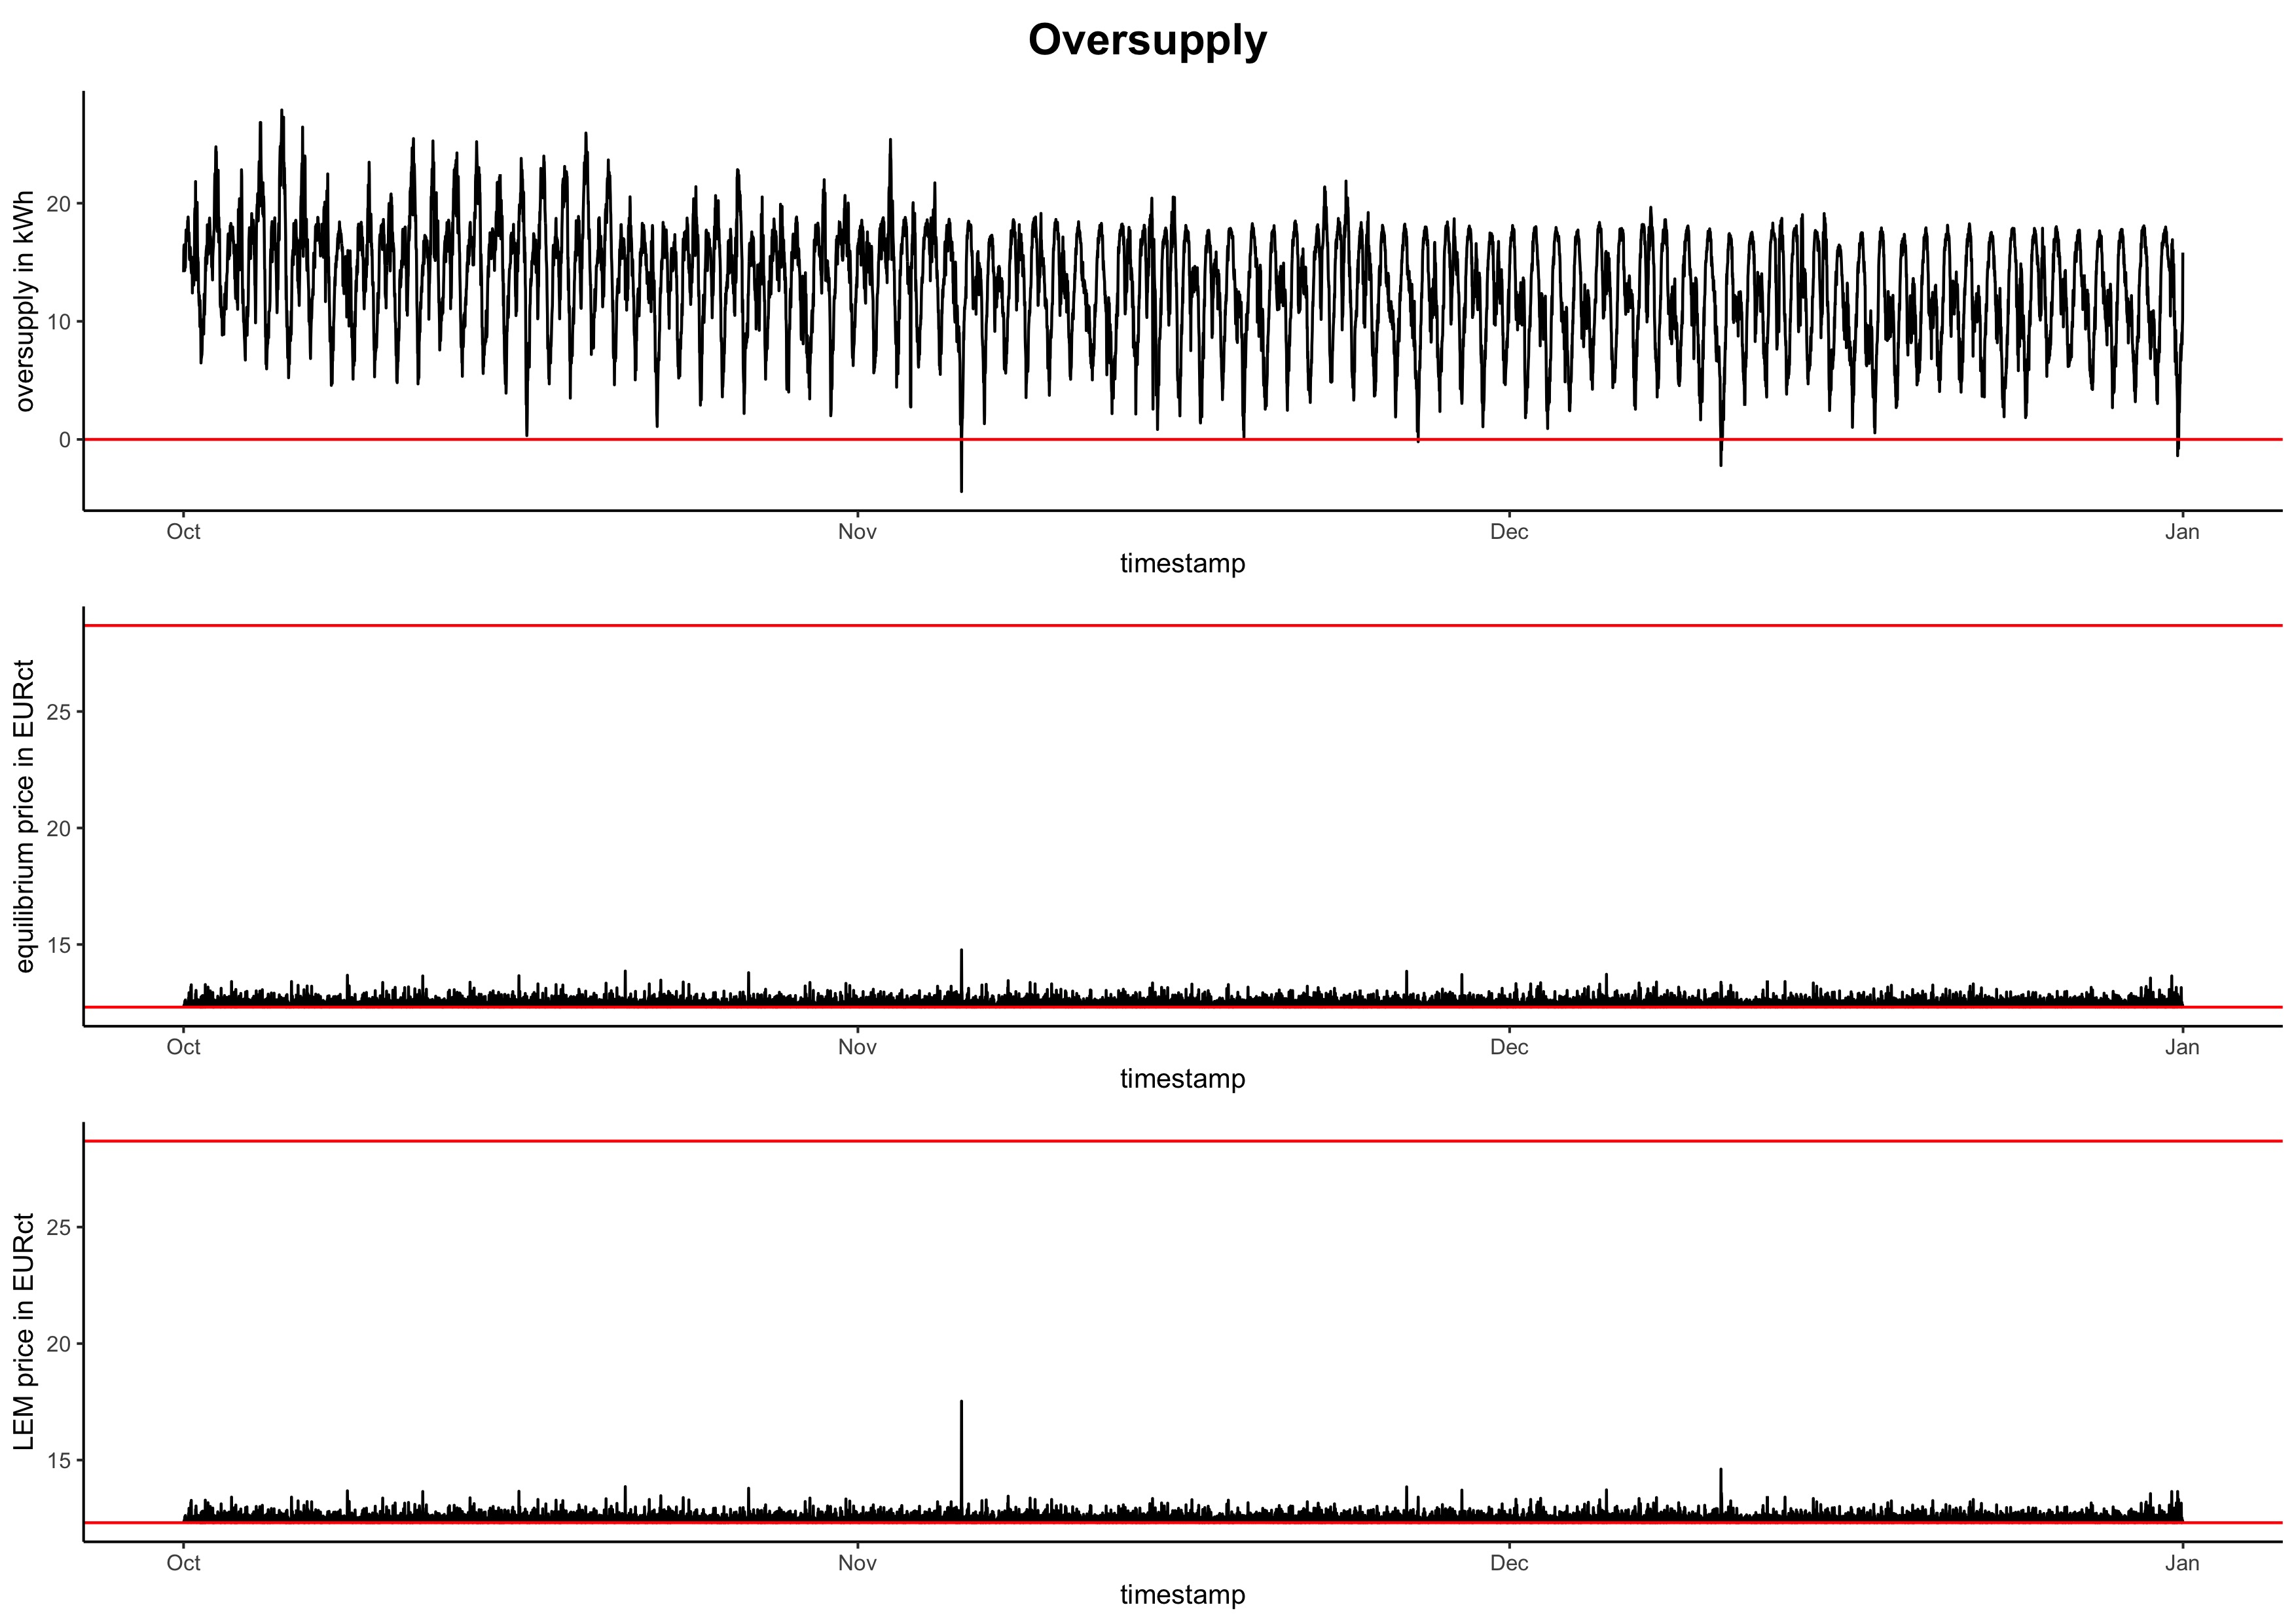 Oversupply
oversupply in kWh
20
10
0
Oct Nov Dec Jan
timestamp
equilibrium price in EURct
25
20
15
Oct Nov Dec Jan
timestamp
LEM price in EURct
25
20
15
Oct Nov Dec Jan
timestamp